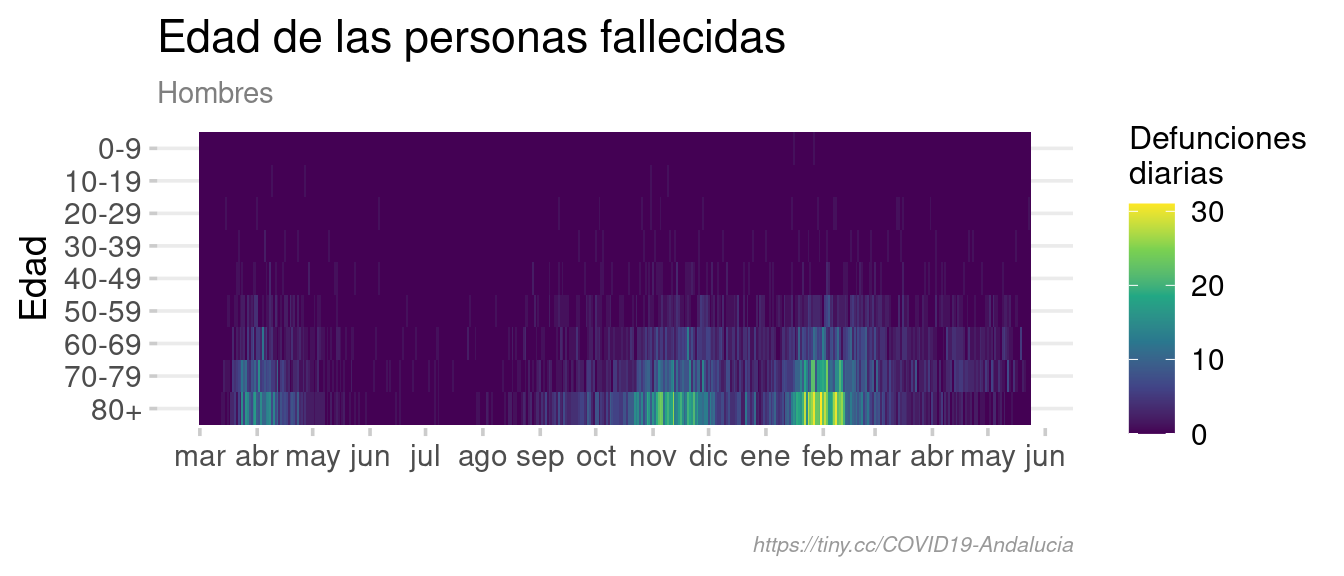 Edad de las personas fallecidas
Hombres
Edad
0-9
10-19
20-29
30-39
40-49
50-59
60-69
70-79
80+
mar abr may jun jul ago sep oct nov dic ene feb mar abr may jun
Defunciones
diarias
30
20
10
0
https://tiny.cc/COVID19-Andalucia